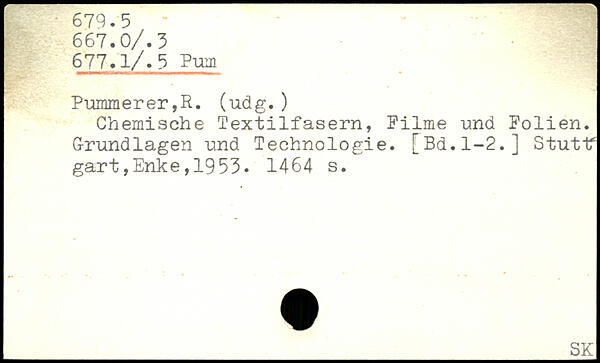 679.5
667.0/.3
677.1/.5 Pum
Pummerer,R. (udg.)
Chemische Textilfasern, Filme und Folien.
Grundlagen und Technologie. [Bd.1-2.] Stutt
gart,Enke,1953. 1464 s.
SK